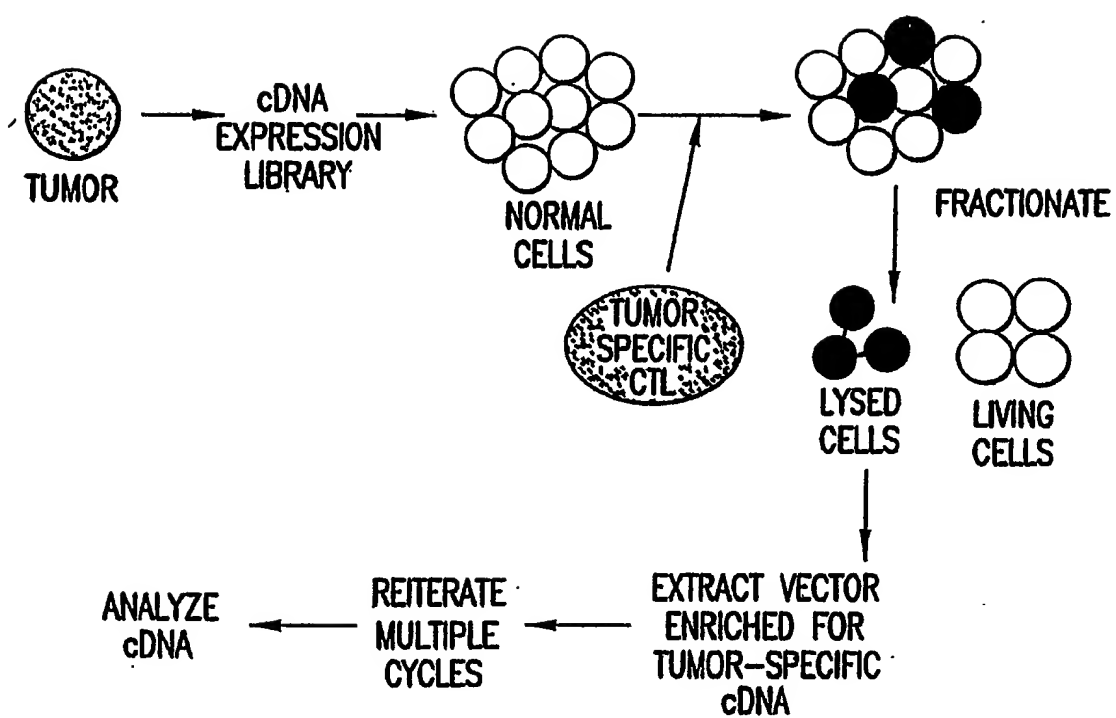 TUMOR
cDNA
EXPRESSION
LIBRARY
NORMAL
CELLS
TUMOR
SPECIFIC
CTL
FRACTIONATE
LYSED
CELLS
LIVING
CELLS
EXTRACT VECTOR
ENRICHED FOR
TUMOR-SPECIFIC
cDNA
REITERATE
MULTIPLE
CYCLES
ANALYZE
cDNA